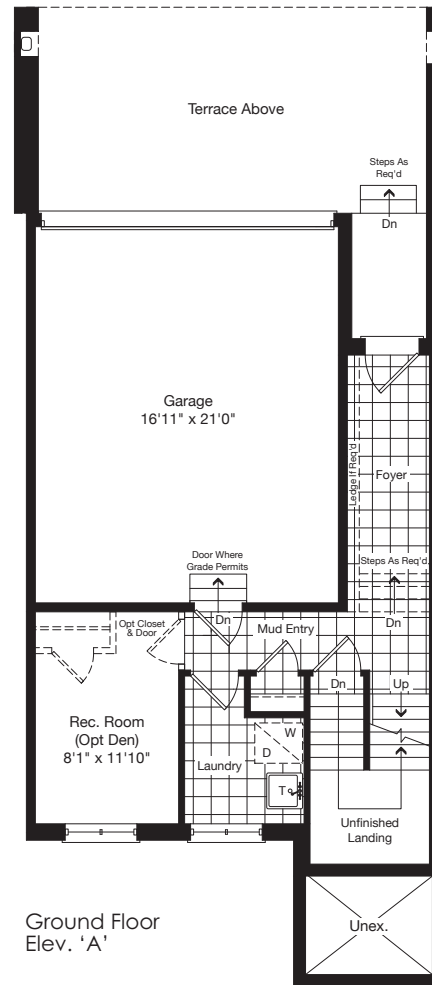 Terrace Above
Steps As
Req'd
Dn
Garage
16'11" x 21'0"
Ledge If Req'd
Foyer
Door Where
Grade Permits
Steps As Req'd.
Opt Closet
& Door
Dn
Mud Entry
Dn
Dn
Up
Rec. Room
(Opt Den)
8'1" x 11'10"
W
D
Laundry
T
Unfinished
Landing
Ground Floor
Elev. ‘A’
Unex.